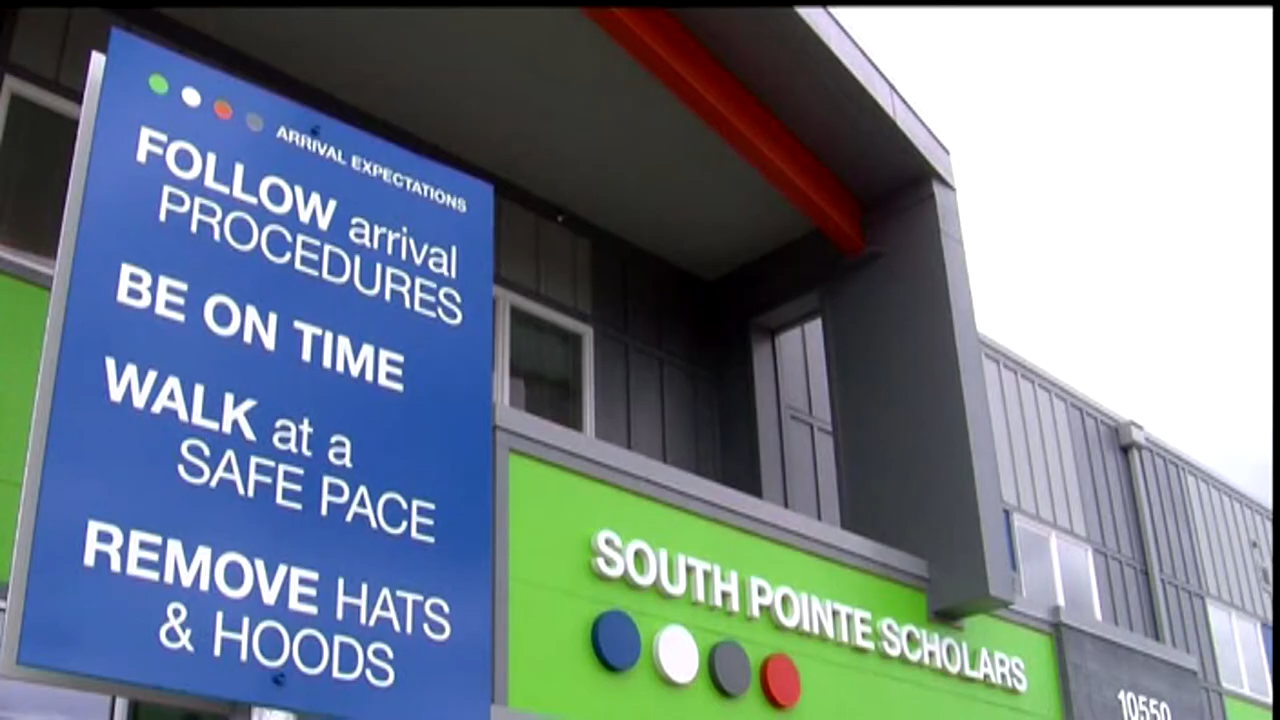 ARRIVAL EXPECTATIONS
FOLLOW arrival
PROCEDURES
BE ON TIME
WALK at a
SAFE PACE
REMOVE HATS
& HOODS
SOUTH POINTE SCHOLARS
10550